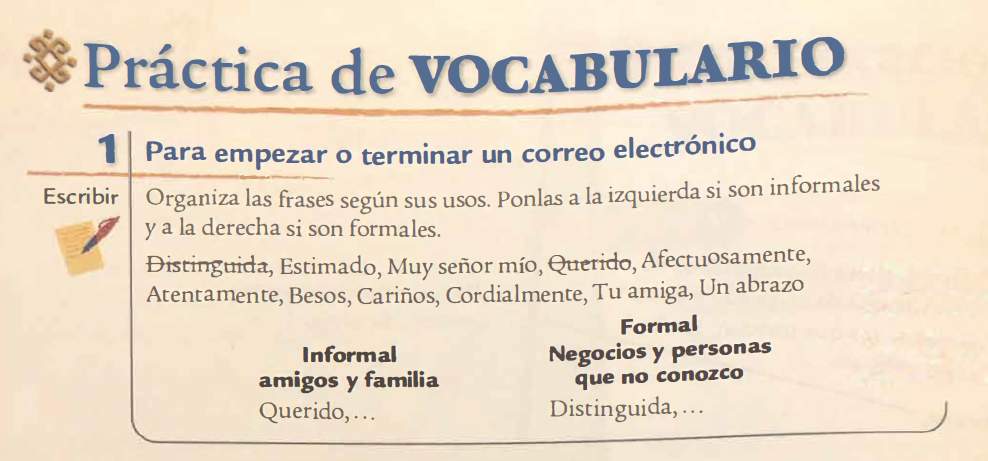 Práctica de VOCABULARIO
1 Para empezar o terminar un correo electrónico
Escribir
Organiza las frases según sus usos. Ponlas a la izquierda si son informales
y a la derecha si son formales.
Distinguida, Estimado, Muy señor mío, Querido, Afectuosamente,
Atentamente, Besos, Cariños, Cordialmente, Tu amiga, Un abrazo
Informal
amigos y familia
Querido,...
Formal
Negocios y personas
que no conozco
Distinguida,...